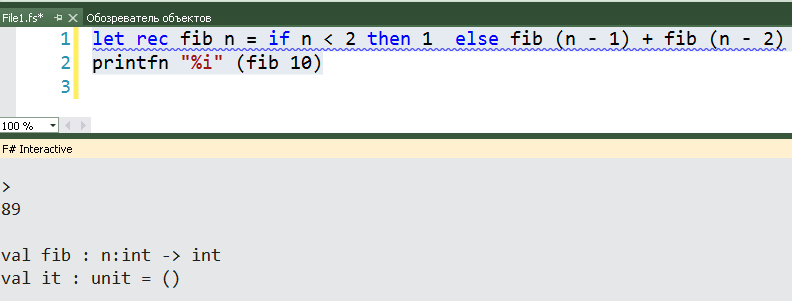 File1.fs* Обозреватель объектов
1 let rec fib n = if n < 2 then 1  else fib (n - 1) + fib (n - 2)
2 printfn "%i" (fib 10)
3
100 %
F# Interactive
>
89
val fib : n:int -> int
val it : unit = ()